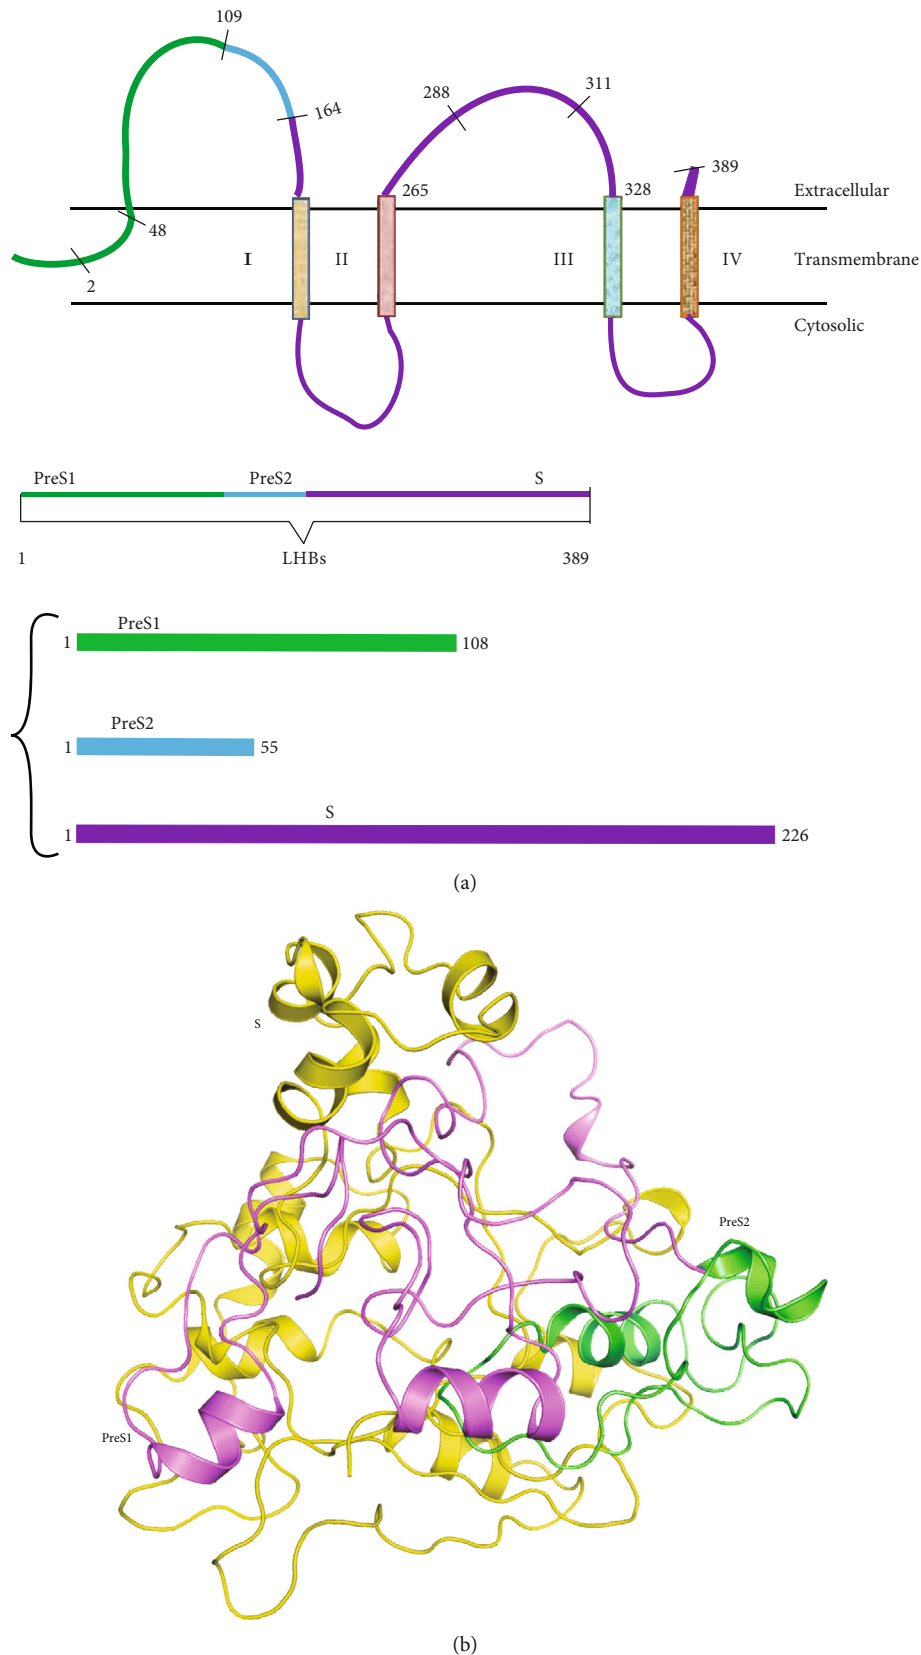 109
164
288
311
389
265
328
Extracellular
48
2
I
II
III
IV
Transmembrane
Cytosolic
PreS1
PreS2
S
1
LHBs
389
PreS1
1
108
PreS2
1
55
S
1
226
(a)
S
PreS2
PreS1
(b)